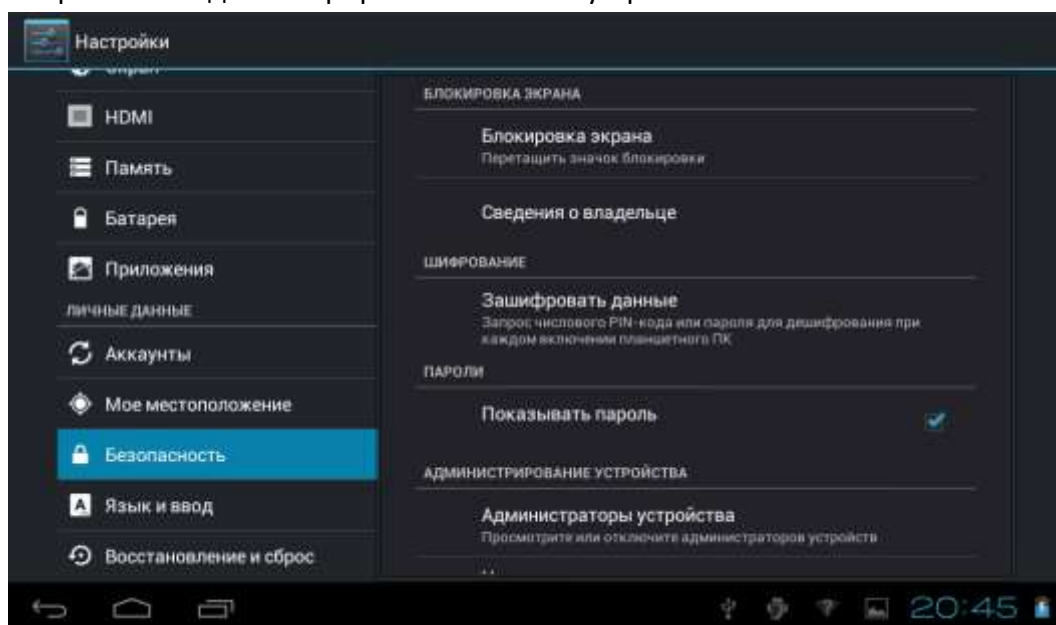 Настройки
HDMI
Память
Батарея
Приложения
ЛИЧНЫЕ ДАННЫЕ
Аккаунты
Мое местоположение
Безопасность
Язык и ввод
Восстановление и сброс
БЛОКИРОВКА ЭКРАНА
Блокировка экрана
Перетащить значок блокировки
Сведения о владельце
ШИФРОВАНИЕ
Зашифровать данные
Запрос числового PIN-кода или пароля для дешифрования при
каждом включении планшетного ПК
ПАРОЛИ
Показывать пароль
АДМИНИСТРИРОВАНИЕ УСТРОЙСТВА
Администраторы устройства
Просмотрите или отключите администраторов устройств
20:45